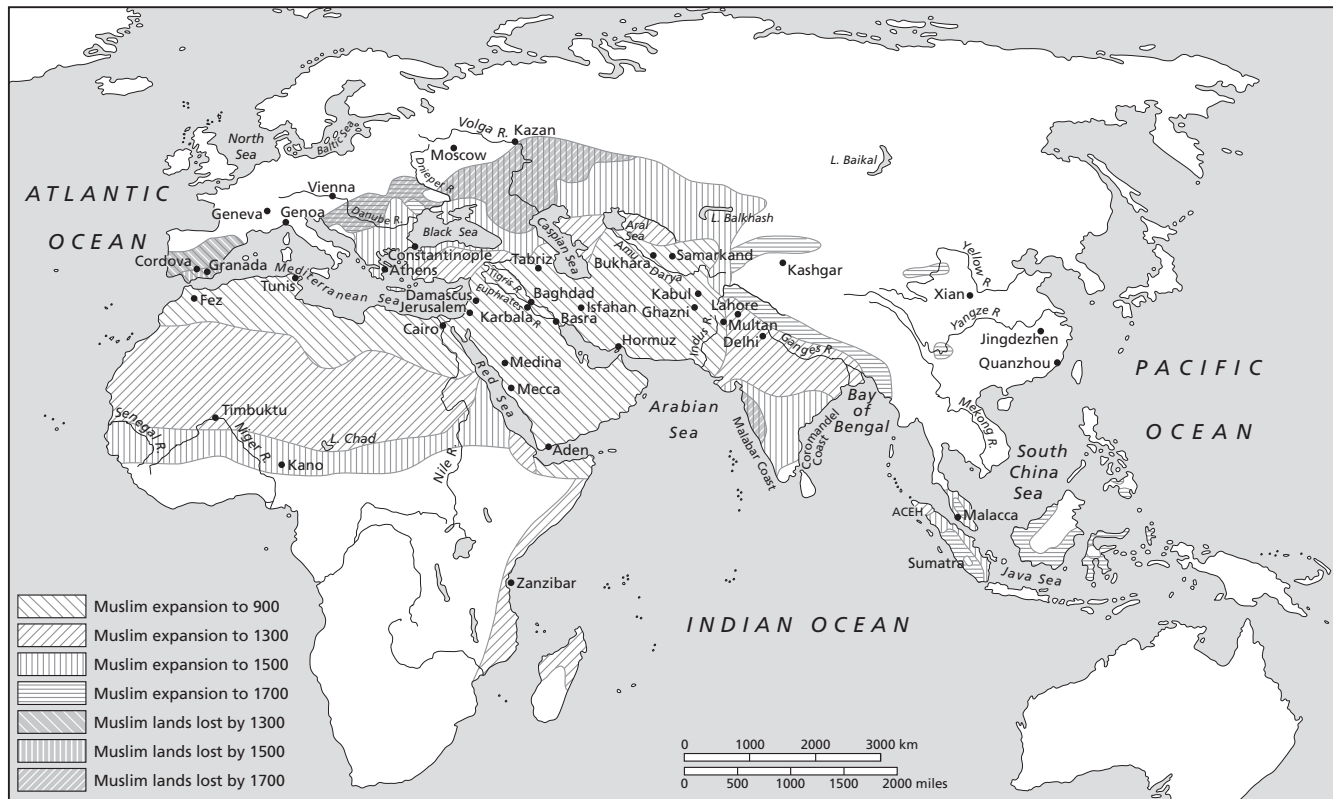 North
Sea
Baltic Sea
Volga R.
Kazan
Moscow
Dnieper R.
L. Baikal
ATLANTIC
OCEAN
Vienna
Geneva
Genoa
Danube R.
Black Sea
Constantinople
Athens
Caspian Sea
Aral
Sea
L. Balkhash
Amu Darya
Bukhara
Samarkand
Kashgar
Yellow R.
Xian
Yangze R.
Jingdezhen
Quanzhou
Mekong R.
Cordova
Granada
Mediterranean Sea
Tunis
Fez
Tabriz
Tigris R.
Euphrates R
Damascus
Jerusalem
Cairo
Baghdad
Karbala
Basra
Isfahan
Kabul
Ghazni
Lahore
Multan
Delhi
Indus R.
Ganges R.
Hormuz
Medina
Mecca
Red Sea
Aden
Arabian
Sea
Bay
of
Bengal
Malabar Coast
Coromandel
Coast
Timbuktu
Senegal R.
Niger R.
L. Chad
Kano
Nile R.
Zanzibar
PACIFIC
OCEAN
South
China
Sea
ACEH
Malacca
Sumatra
Java Sea
INDIAN OCEAN
Muslim expansion to 900
Muslim expansion to 1300
Muslim expansion to 1500
Muslim expansion to 1700
Muslim lands lost by 1300
Muslim lands lost by 1500
Muslim lands lost by 1700
0 1000 2000 3000 km
0 500 1000 1500 2000 miles